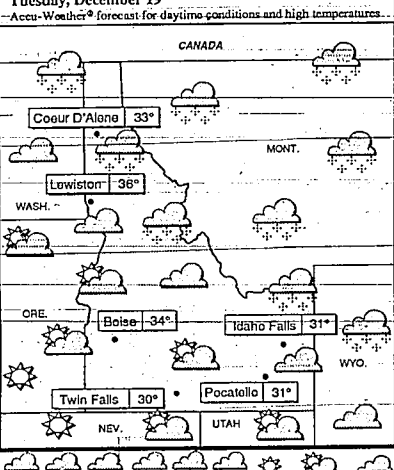 Tuesday, December 19
Accu-Weather® forecast for daytime conditions and high temperatures
CANADA
Coeur D'Alene 33°
MONT.
Lewiston 36°
WASH.
ORE.
Boise 34°
Idaho Falls 31°
WYO.
Twin Falls 30°
Pocatello 31°
NEV.
UTAH